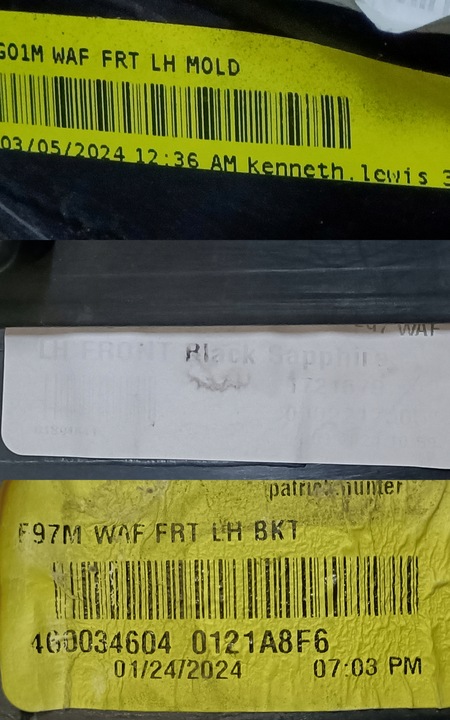 G01M WAF FRT LH MOLD
03/05/2024 12:36 AM kenneth.lewis 3
F97 WAF
LH FRONT Black Sapphire
patrick.hunter
F97M WAF FRT LH BKT
460034604 0121A8F6
01/24/2024 07:03 PM